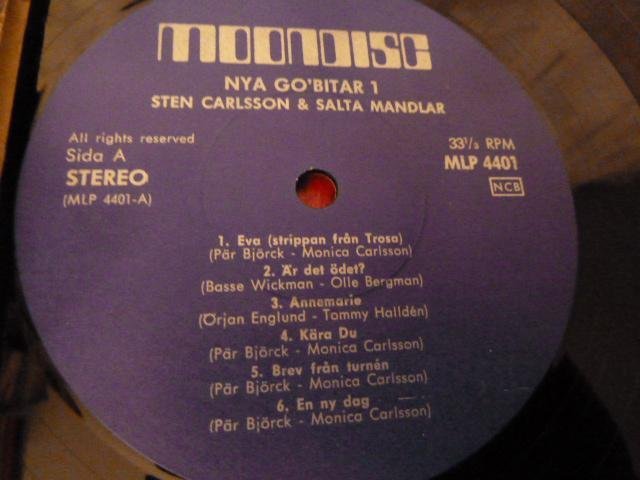 MOONDISC
NYA GO'BITAR 1
STEN CARLSSON & SALTA MANDLAR
All rights reserved
Sida A
STEREO
(MLP 4401-A)
33 1/3 RPM
MLP 4401
NCB
1. Eva (strippan från Trosa)
(Pär Björck - Monica Carlsson)
2. Är det ödet?
(Basse Wickman - Olle Bergman)
3. Annemarie
(Örjan Englund - Tommy Halldén)
4. Kära Du
(Pär Björck - Monica Carlsson)
5. Brev från turnén
(Pär Björck - Monica Carlsson)
6. En ny dag
(Pär Björck - Monica Carlsson)